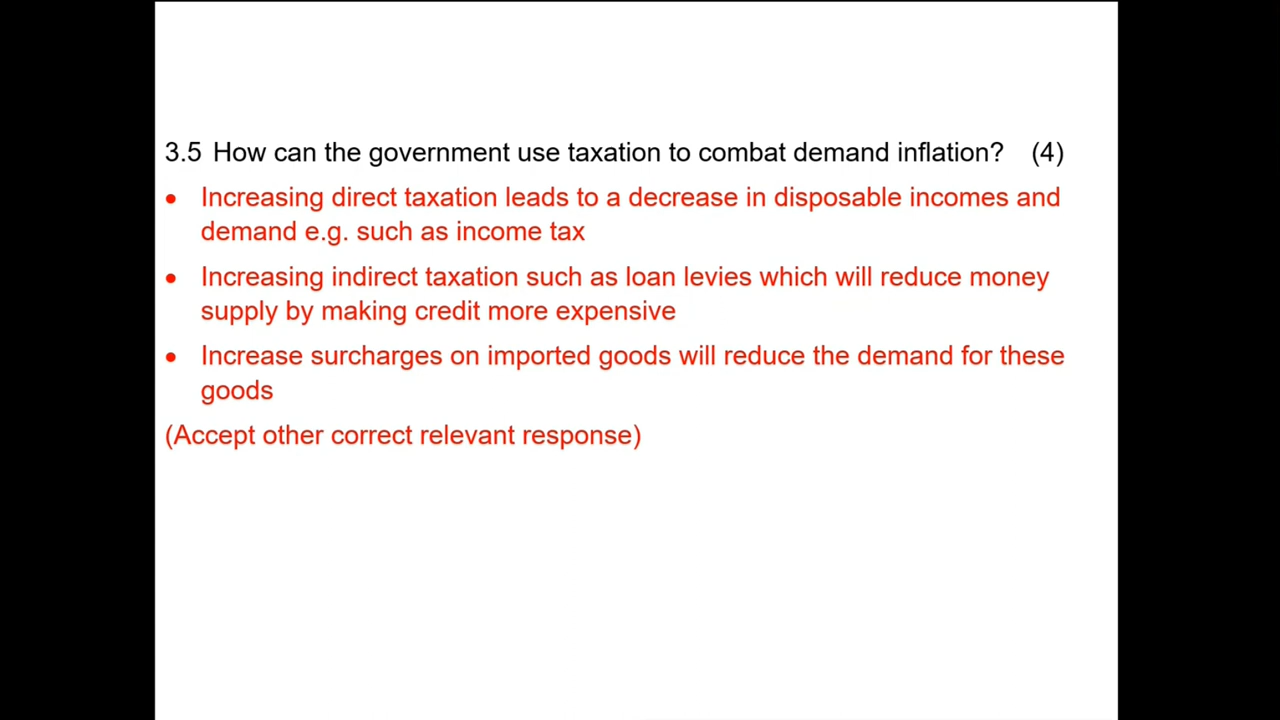 3.5 How can the government use taxation to combat demand inflation? (4)
• Increasing direct taxation leads to a decrease in disposable incomes and
demand e.g. such as income tax
• Increasing indirect taxation such as loan levies which will reduce money
supply by making credit more expensive
• Increase surcharges on imported goods will reduce the demand for these
goods
(Accept other correct relevant response)